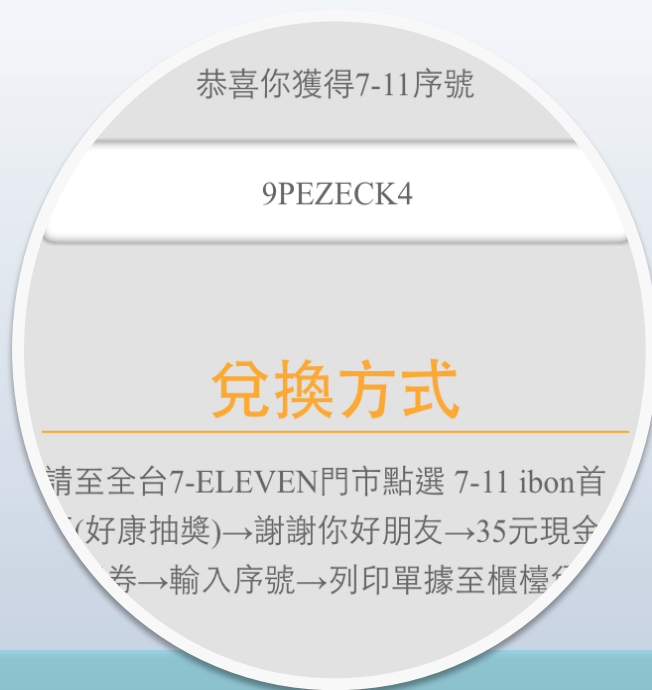 恭喜你獲得7-11序號
9PEZECK4
兌換方式
請至全台7-ELEVEN門市點選 7-11 ibon首
(好康抽獎)→謝謝你好朋友→35元現金
券→輸入序號→列印單據至櫃檯